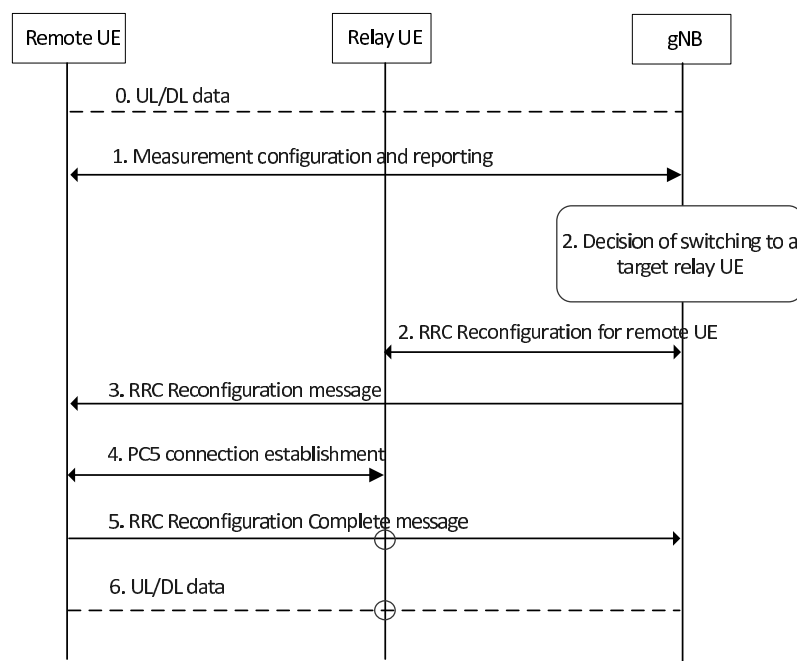 Remote UE
Relay UE
gNB
0. UL/DL data
1. Measurement configuration and reporting
2. Decision of switching to a
target relay UE
2. RRC Reconfiguration for remote UE
3. RRC Reconfiguration message
4. PC5 connection establishment
5. RRC Reconfiguration Complete message
6. UL/DL data